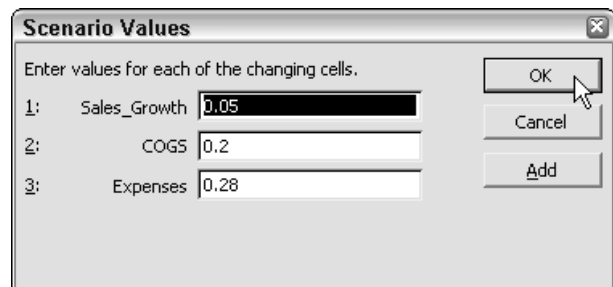 Scenario Values
Enter values for each of the changing cells.
1: Sales_Growth 0.05
2: COGS 0.2
3: Expenses 0.28
OK
Cancel
Add